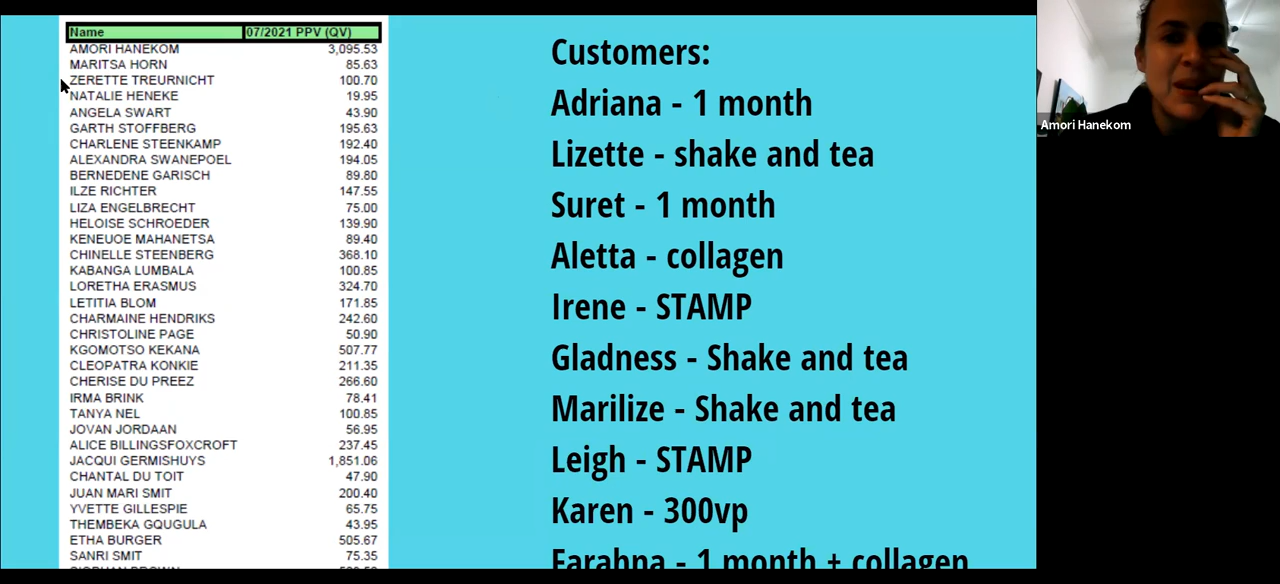 Name 07/2021 PPV (QV)
AMORI HANEKOM 3,095.53
MARITSA HORN 85.63
ZERETTE TREURNICHT 100.70
NATALIE HENEKE 19.95
ANGELA SWART 43.90
GARTH STOFFBERG 195.63
CHARLENE STEENKAMP 192.40
ALEXANDRA SWANEPOEL 194.05
BERNEDENE GARISCH 89.80
ILZE RICHTER 147.55
LIZA ENGELBRECHT 75.00
HELOISE SCHROEDER 139.90
KENEUOE MAHANETSA 89.40
CHINELLE STEENBERG 368.10
KABANGA LUMBALA 100.85
LORETHA ERASMUS 324.70
LETITIA BLOM 171.85
CHARMAINE HENDRIKS 242.60
CHRISTOLINE PAGE 50.90
KGOMOTSO KEKANA 507.77
CLEOPATRA KONKIE 211.35
CHERISE DU PREEZ 266.60
IRMA BRINK 78.41
TANYA NEL 100.85
JOVAN JORDAAN 56.95
ALICE BILLINGSFOXCROFT 237.45
JACQUI GERMISHUYS 1,851.06
CHANTAL DU TOIT 47.90
JUAN MARI SMIT 200.40
YVETTE GILLESPIE 65.75
THEMBEKA GQUGULA 43.95
ETHA BURGER 505.67
SANRI SMIT 75.35
Customers:
Adriana - 1 month
Lizette - shake and tea
Suret - 1 month
Aletta - collagen
Irene - STAMP
Gladness - Shake and tea
Marilize - Shake and tea
Leigh - STAMP
Karen - 300vp
Farahna - 1 month + collagen
Amori Hanekom